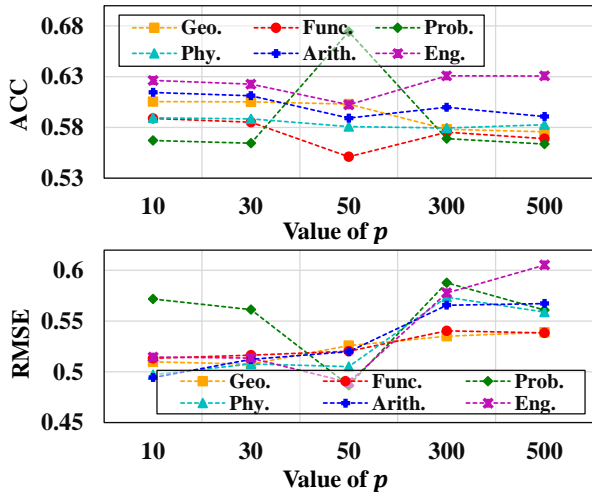 0.68
0.63
0.58
0.53
ACC
Geo. Func. Prob.
Phy. Arith. Eng.
10 30 50 300 500
Value of p
0.6
0.55
0.5
0.45
RMSE
Geo. Func. Prob.
Phy. Arith. Eng.
10 30 50 300 500
Value of p